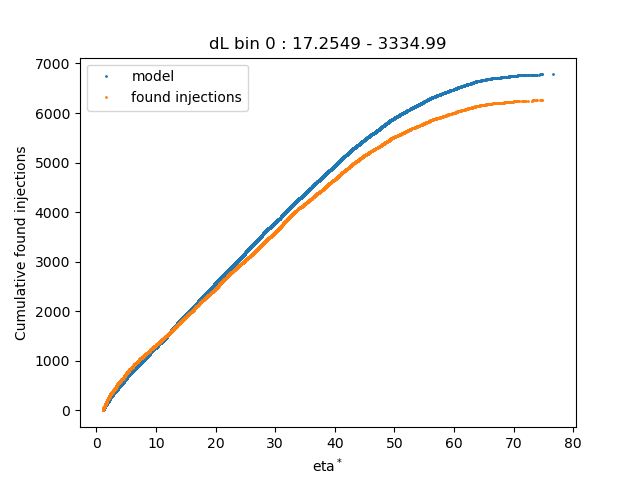 dL bin 0 : 17.2549 - 3334.99
model
found injections
Cumulative found injections
7000
6000
5000
4000
3000
2000
1000
0
0 10 20 30 40 50 60 70 80
eta*